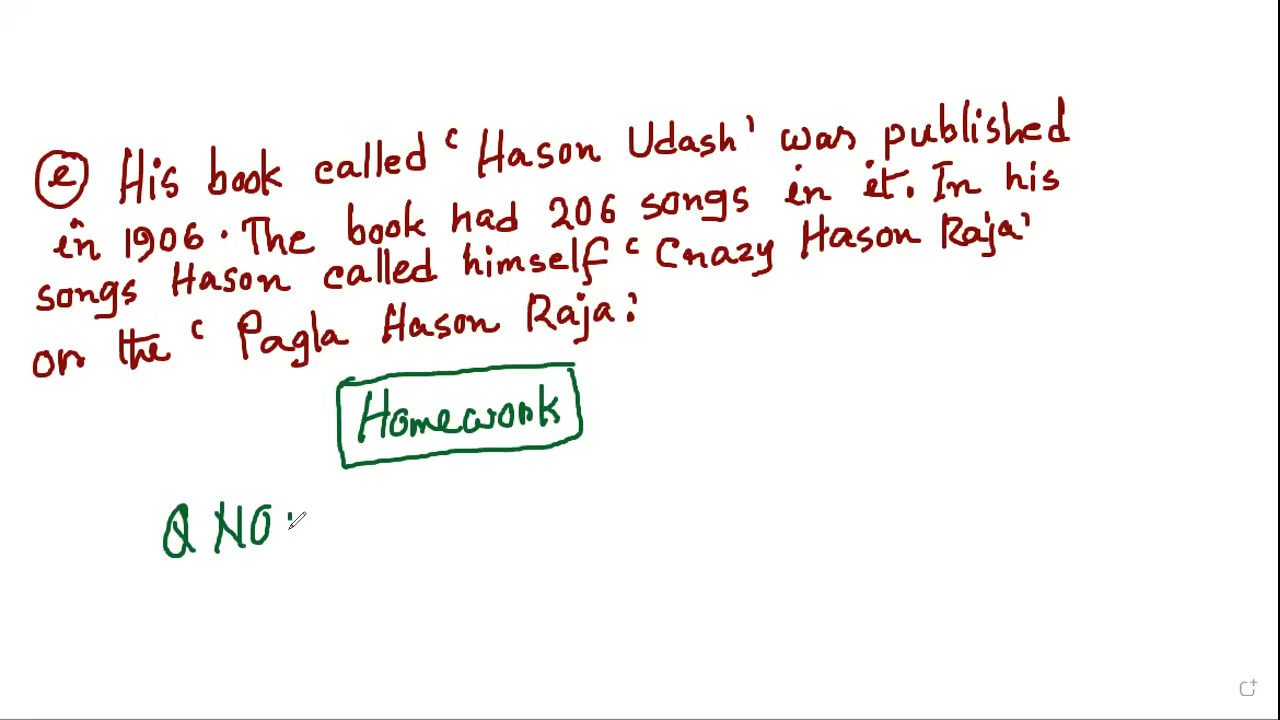 (e) His book called ' Hason Udash' was published
in 1906. The book had 206 songs in it. In his
songs Hason called himself ' Crazy Hason Raja'
or the ' Pagla Hason Raja'.
Homework
Q NO :